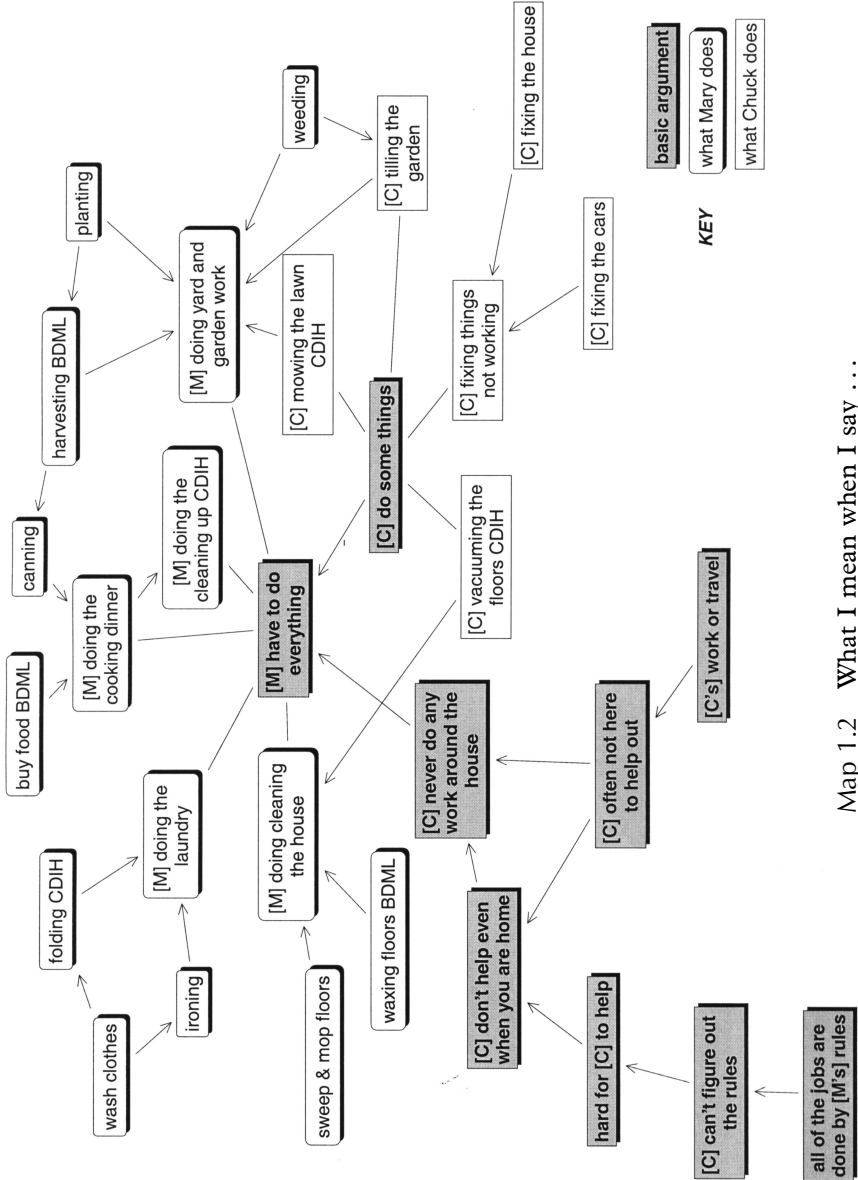 buy food BDML
canning
harvesting BDML
planting
folding CDIH
[M] doing the
cooking dinner
wash clothes
[M] doing the
laundry
[M] doing the
cleaning up CDIH
[M] doing yard and
garden work
weeding
ironing
[M] have to do
everything
[C] mowing the lawn
CDIH
[C] tilling the
garden
sweep & mop floors
[M] doing cleaning
the house
[C] do some things
waxing floors BDML
[C] never do any
work around the
house
[C] vacuuming the
floors CDIH
[C] fixing things
not working
[C] fixing the house
[C] don't help even
when you are home
hard for [C] to help
[C] often not here
to help out
[C] fixing the cars
[C] can't figure out
the rules
[C's] work or travel
all of the jobs are
done by [M's] rules
KEY
basic argument
what Mary does
what Chuck does
Map 1.2 What I mean when I say . . .